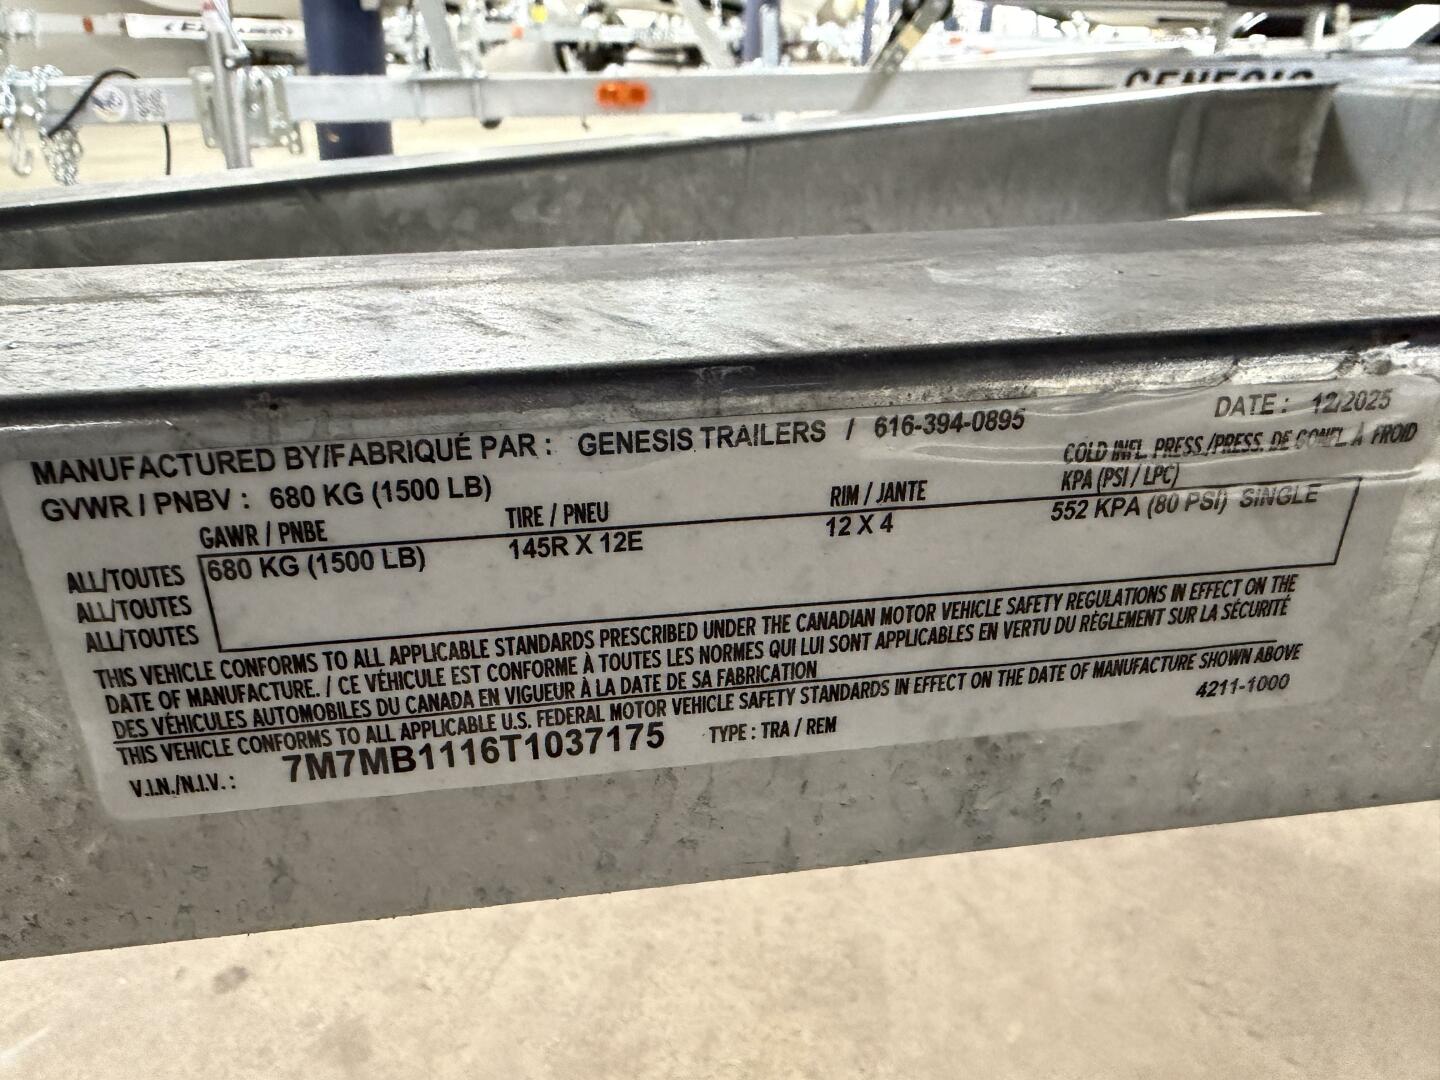 GENESIS
MANUFACTURED BY/FABRIQUÉ PAR : GENESIS TRAILERS / 616-394-0895 DATE : 12/2025
GVWR / PNBV : 680 KG (1500 LB)
COLD INFL. PRESS./PRESS. DE GONFL. À FROID
GAWR / PNBE TIRE / PNEU RIM / JANTE KPA (PSI / LPC)
ALL/TOUTES 680 KG (1500 LB) 145R X 12E 12 X 4 552 KPA (80 PSI) SINGLE
ALL/TOUTES
ALL/TOUTES
THIS VEHICLE CONFORMS TO ALL APPLICABLE STANDARDS PRESCRIBED UNDER THE CANADIAN MOTOR VEHICLE SAFETY REGULATIONS IN EFFECT ON THE
DATE OF MANUFACTURE. / CE VÉHICULE EST CONFORME À TOUTES LES NORMES QUI LUI SONT APPLICABLES EN VERTU DU RÈGLEMENT SUR LA SÉCURITÉ
DES VÉHICULES AUTOMOBILES DU CANADA EN VIGUEUR À LA DATE DE SA FABRICATION
THIS VEHICLE CONFORMS TO ALL APPLICABLE U.S. FEDERAL MOTOR VEHICLE SAFETY STANDARDS IN EFFECT ON THE DATE OF MANUFACTURE SHOWN ABOVE
V.I.N./N.I.V. : 7M7MB1116T1037175 TYPE : TRA / REM 4211-1000